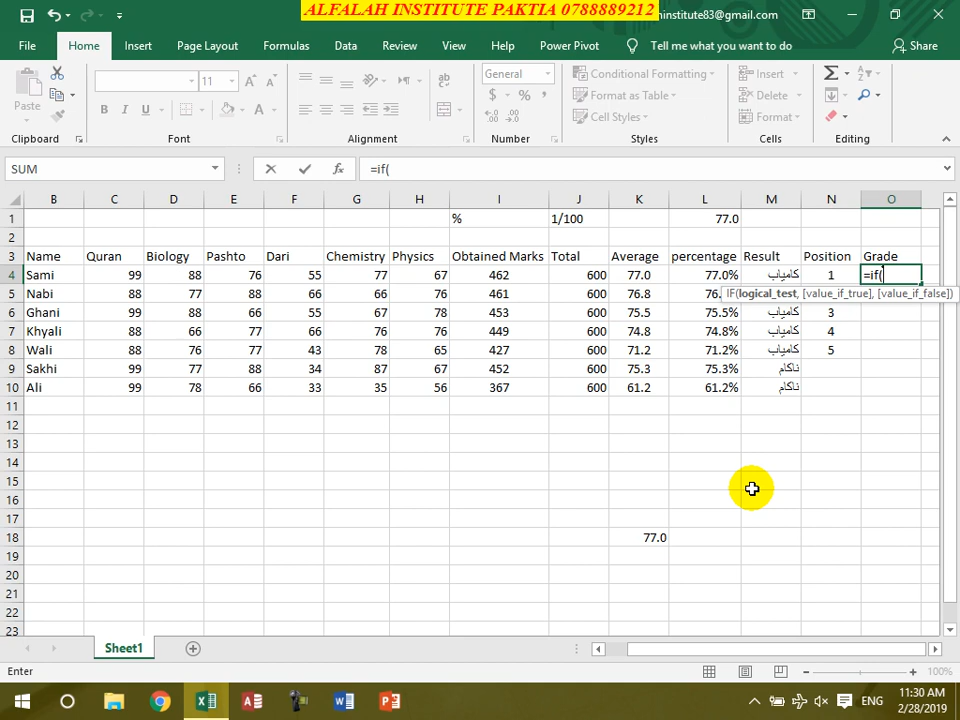 ALFALAH INSTITUTE PAKTIA 0788889212
ninstitute83@gmail.com
File Home Insert Page Layout Formulas Data Review View Help Power Pivot Tell me what you want to do Share
Paste
11
General
Conditional Formatting
Format as Table
Cell Styles
Insert
Delete
Format
Clipboard Font Alignment Number Styles Cells Editing
SUM =if(
B C D E F G H I J K L M N O
1 % 1/100 77.0
2
3 Name Quran Biology Pashto Dari Chemistry Physics Obtained Marks Total Average percentage Result Position Grade
4 Sami 99 88 76 55 77 67 462 600 77.0 77.0% کامیاب 1 =if(
IF(logical_test, [value_if_true], [value_if_false])
5 Nabi 88 77 88 66 66 76 461 600 76.8 76.
6 Ghani 99 88 66 55 67 78 453 600 75.5 75.5% کامیاب 3
7 Khyali 88 66 77 66 76 76 449 600 74.8 74.8% کامیاب 4
8 Wali 88 76 77 43 78 65 427 600 71.2 71.2% کامیاب 5
9 Sakhi 99 77 88 34 87 67 452 600 75.3 75.3% ناکام
10 Ali 99 78 66 33 35 56 367 600 61.2 61.2% ناکام
11
12
13
14
15
16
17
18 77.0
19
20
21
22
23
Sheet1
Enter 100%
ENG
11:30 AM
2/28/2019